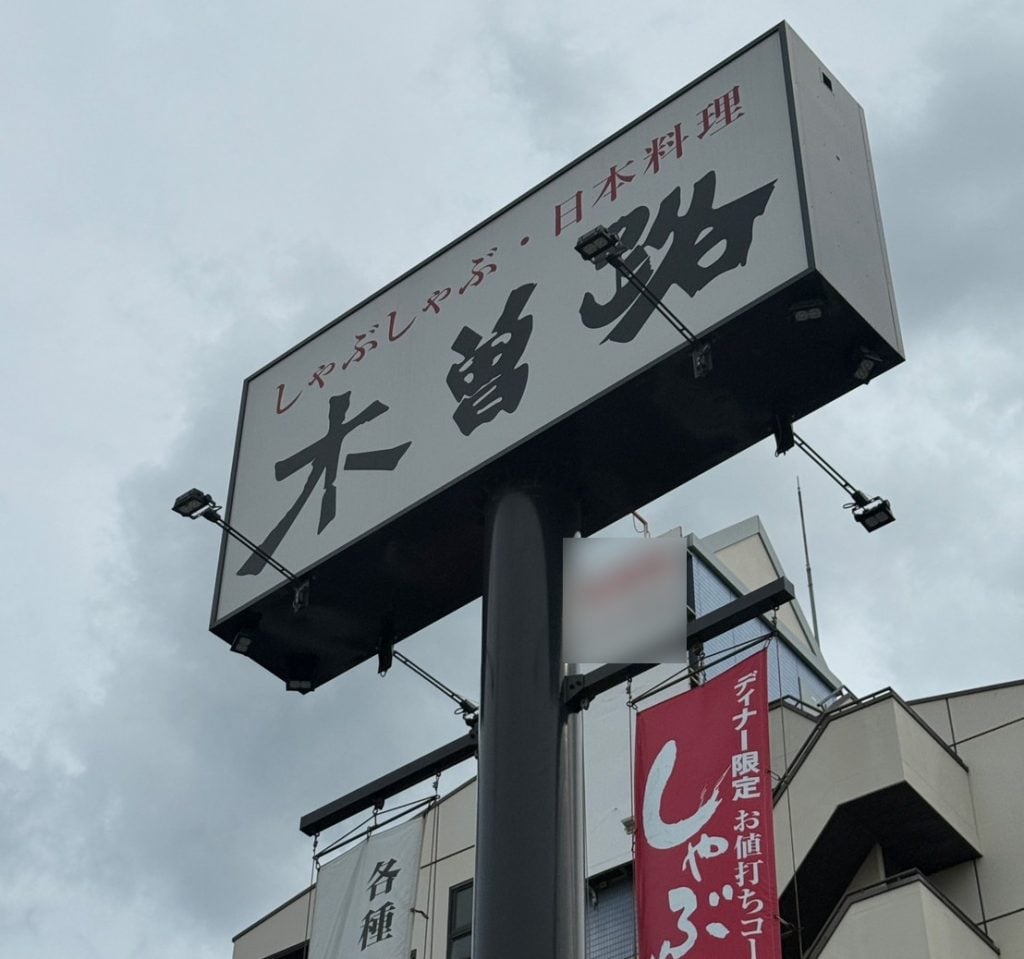 しゃぶしゃぶ・日本料理
木曽路
ディナー限定 お値打ちコー
しゃぶ
各種